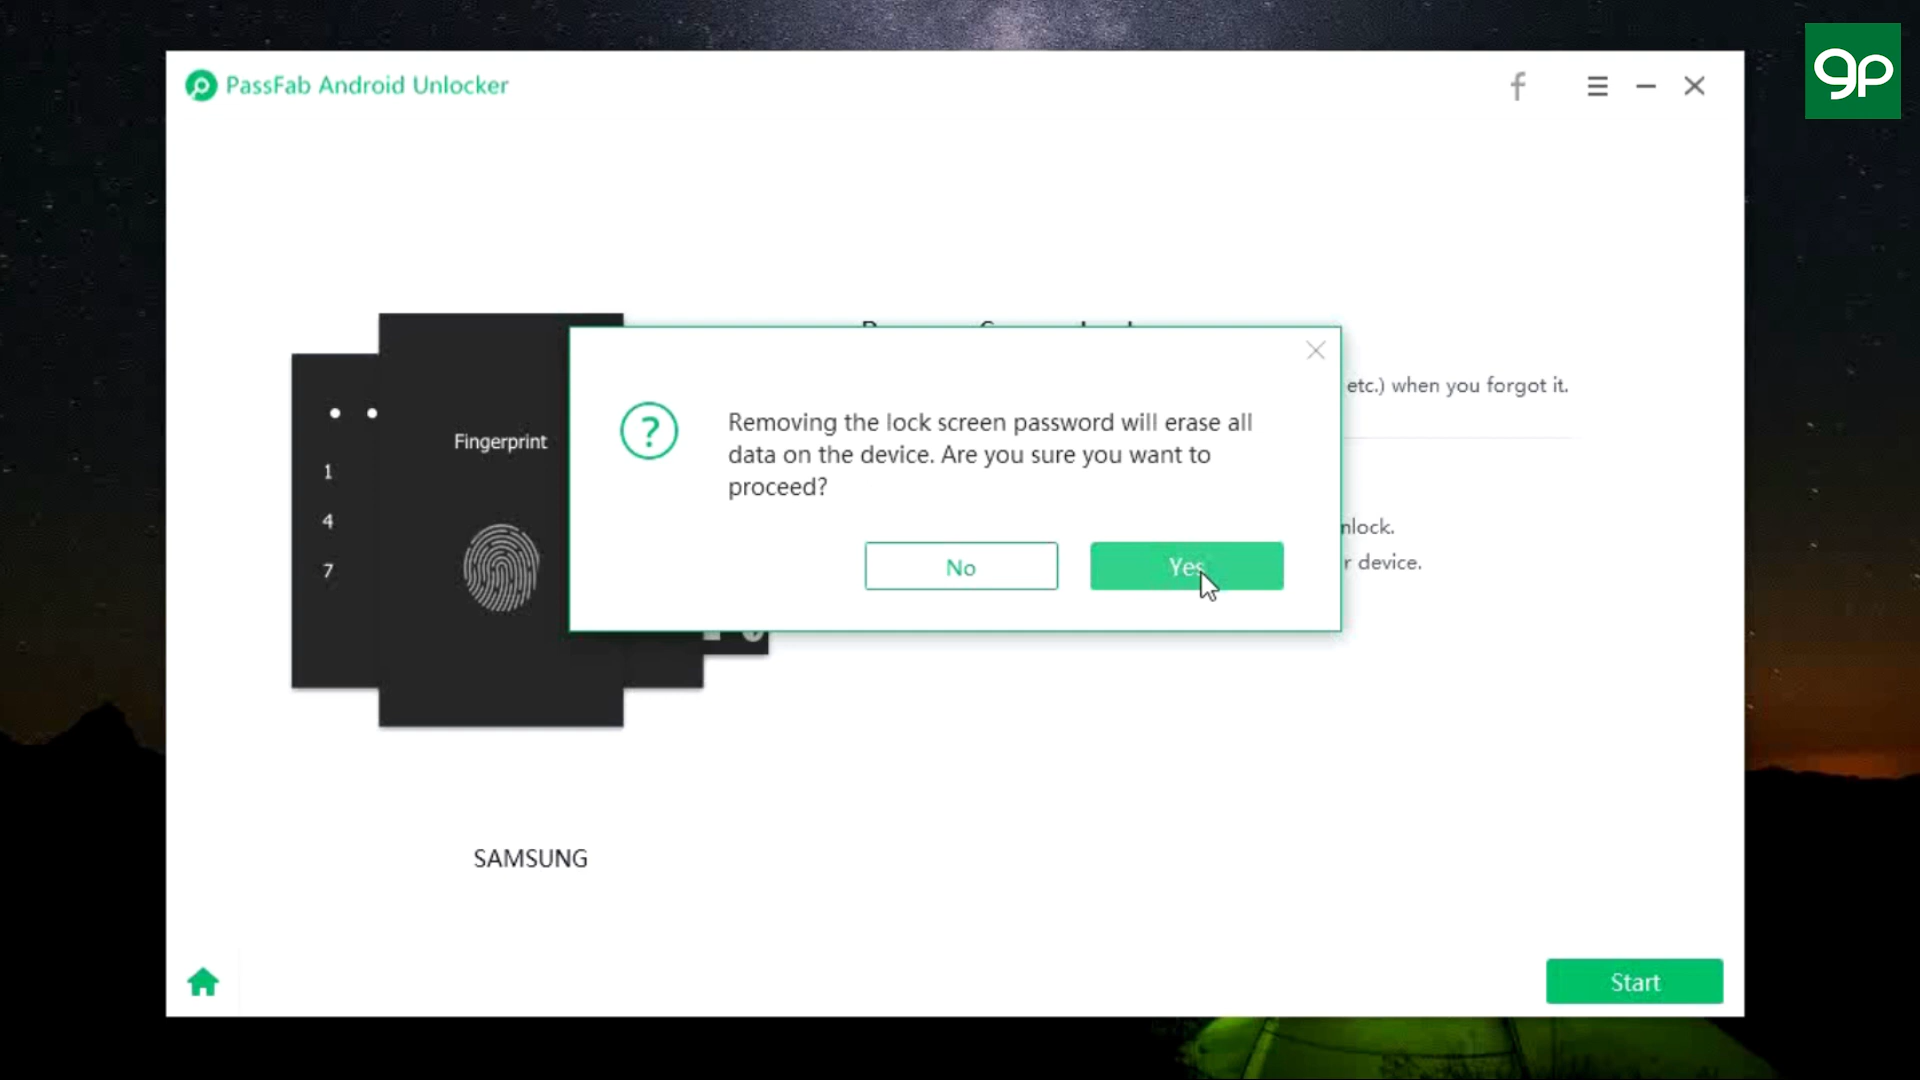 PassFab Android Unlocker
gp
etc.) when you forgot it.
Removing the lock screen password will erase all
data on the device. Are you sure you want to
proceed?
Fingerprint
1
4
7
nlock.
No
Yes
r device.
SAMSUNG
Start